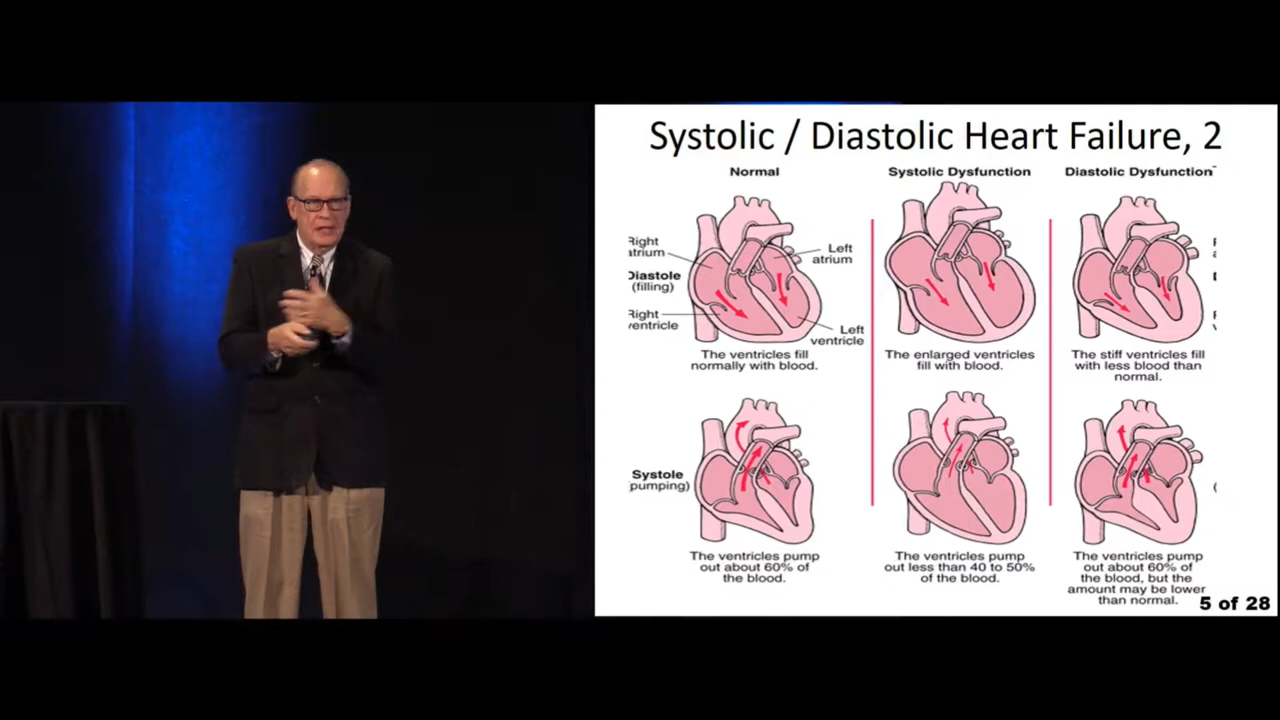 Systolic / Diastolic Heart Failure, 2
Normal
Systolic Dysfunction
Diastolic Dysfunction
Right
atrium
Left
atrium
Diastole
(filling)
Right
ventricle
Left
ventricle
The ventricles fill
normally with blood.
The enlarged ventricles
fill with blood.
The stiff ventricles fill
with less blood than
normal.
Systole
pumping)
The ventricles pump
out about 60% of
the blood.
The ventricles pump
out less than 40 to 50%
of the blood.
The ventricles pump
out about 60% of
the blood, but the
amount may be lower
than normal.
5 of 28